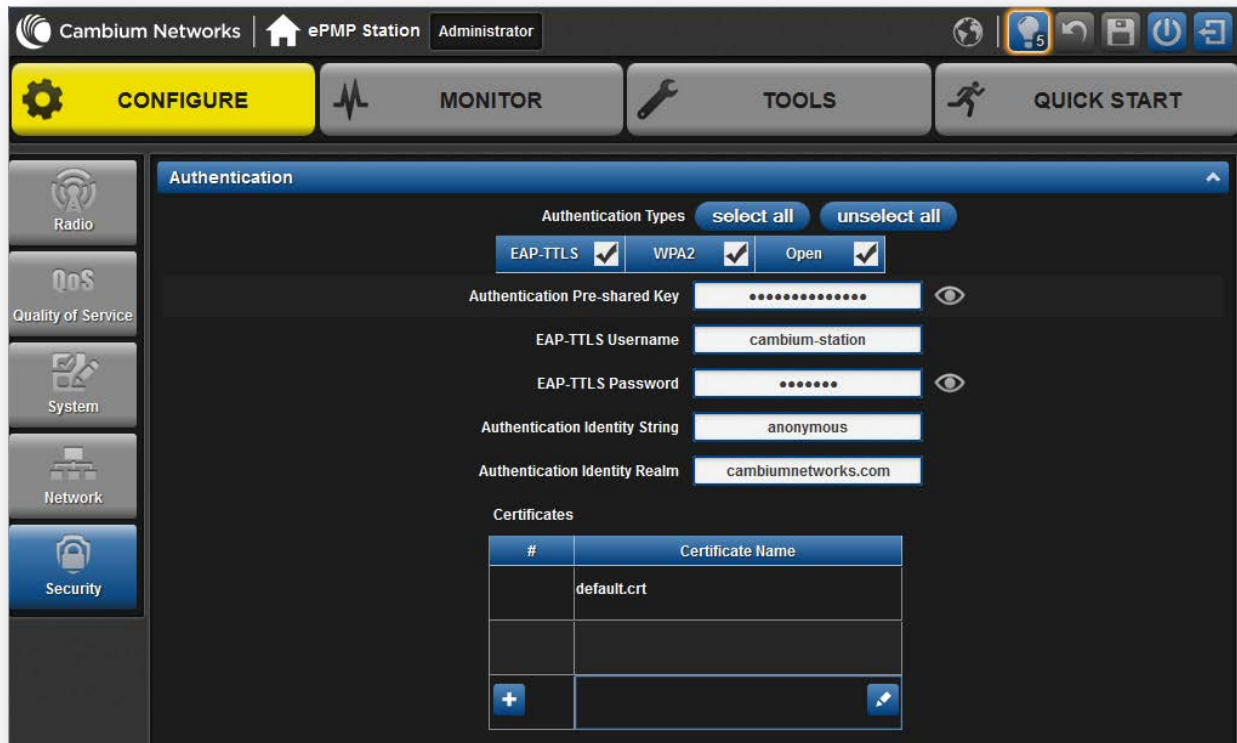 Cambium Networks | ePMP Station Administrator 5
CONFIGURE MONITOR TOOLS QUICK START
Radio
QoS
Quality of Service
System
Network
Security
Authentication
Authentication Types select all unselect all
EAP-TTLS WPA2 Open
Authentication Pre-shared Key ••••••••••••••
EAP-TTLS Username cambium-station
EAP-TTLS Password •••••••
Authentication Identity String anonymous
Authentication Identity Realm cambiumnetworks.com
Certificates
# Certificate Name
default.crt